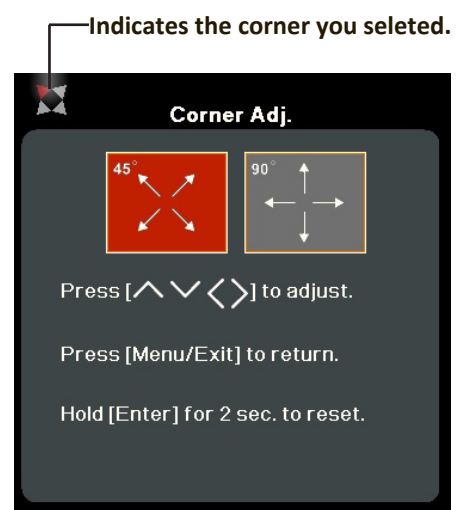 Indicates the corner you seleted.
Corner Adj.
45° 90°
Press [∧ ∨ < >] to adjust.
Press [Menu/Exit] to return.
Hold [Enter] for 2 sec. to reset.